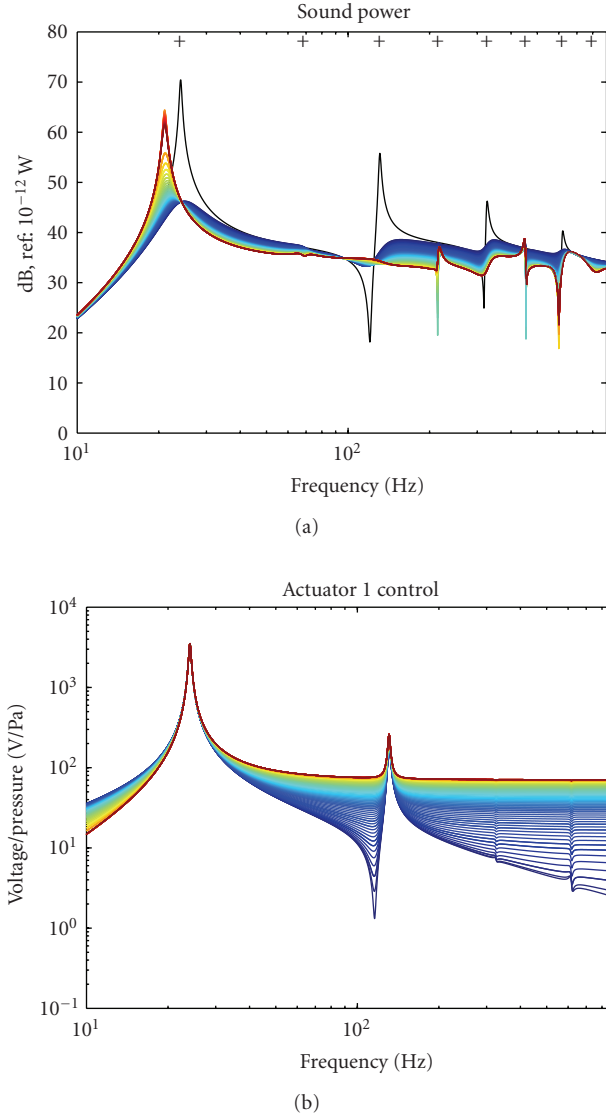 Sound power
+ + + + + + + +
80
70
60
50
40
30
20
10
0
dB, ref: 10⁻¹² W
10¹ 10²
Frequency (Hz)
(a)
Actuator 1 control
10⁴
10³
10²
10¹
10⁰
10⁻¹
Voltage/pressure (V/Pa)
10¹ 10²
Frequency (Hz)
(b)